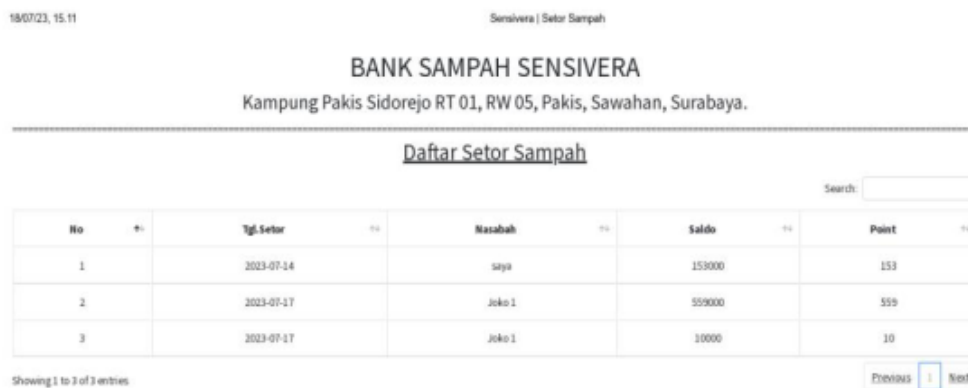 18/07/23, 15.11 Sensivera | Setor Sampah
BANK SAMPAH SENSIVERA
Kampung Pakis Sidorejo RT 01, RW 05, Pakis, Sawahan, Surabaya.
Daftar Setor Sampah
Search:
No Tgl.Setor Nasabah Saldo Point
1 2023-07-14 saya 153000 153
2 2023-07-17 Joko 1 559000 559
3 2023-07-17 Joko 1 10000 10
Showing 1 to 3 of 3 entries Previous 1 Next